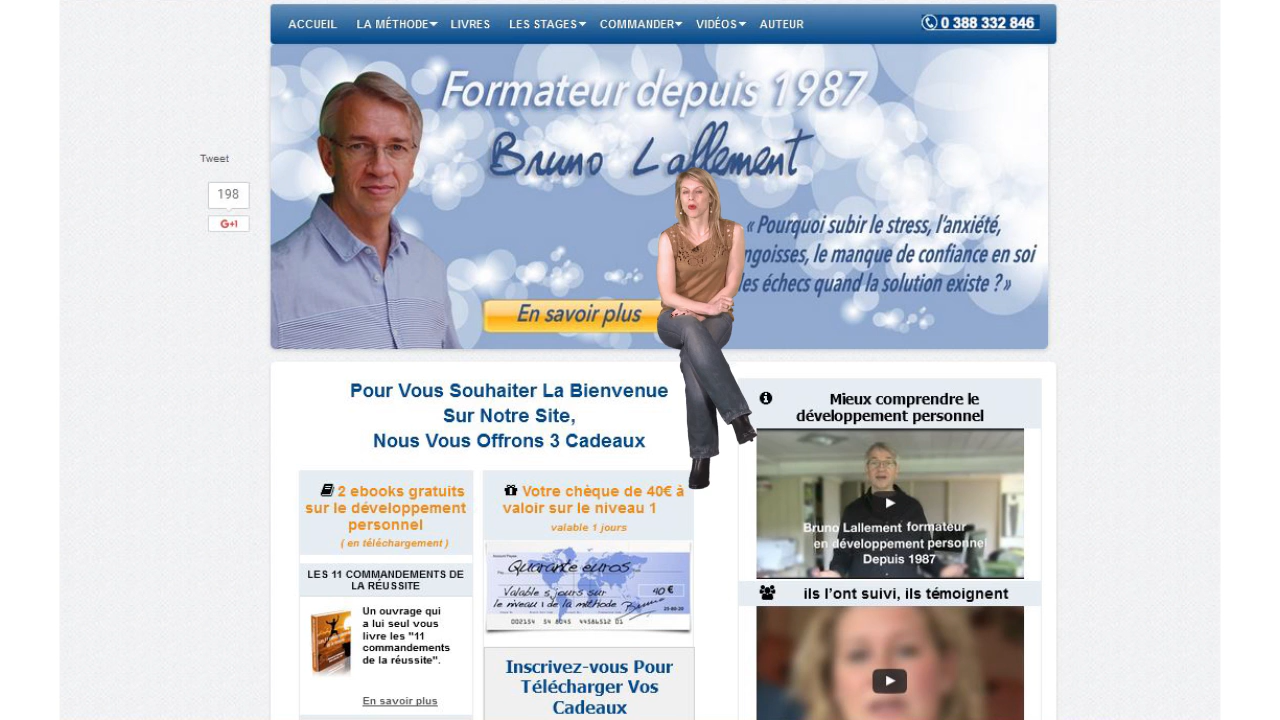 ACCUEIL LA MÉTHODE LIVRES LES STAGES COMMANDER VIDÉOS AUTEUR 0 388 332 846
Formateur depuis 1987
Bruno Lallement
Tweet
198
G+1
« Pourquoi subir le stress, l'anxiété,
ngoisses, le manque de confiance en soi
les échecs quand la solution existe ? »
En savoir plus
Pour Vous Souhaiter La Bienvenue
Sur Notre Site,
Nous Vous Offrons 3 Cadeaux
2 ebooks gratuits
sur le développement
personnel
( en téléchargement )
LES 11 COMMANDEMENTS DE
LA RÉUSSITE
Un ouvrage qui
a lui seul vous
livre les "11
commandements
de la réussite".
En savoir plus
Votre chèque de 40€ à
valoir sur le niveau 1
valable 1 jours
Quarante euros
40 €
Valable 5 jours sur
le niveau 1 de la méthode
Bruno
002154 54 8045 44586512 01
Inscrivez-vous Pour
Télécharger Vos
Cadeaux
Mieux comprendre le
développement personnel
Bruno Lallement formateur
en développement personnel
Depuis 1987
ils l'ont suivi, ils témoignent